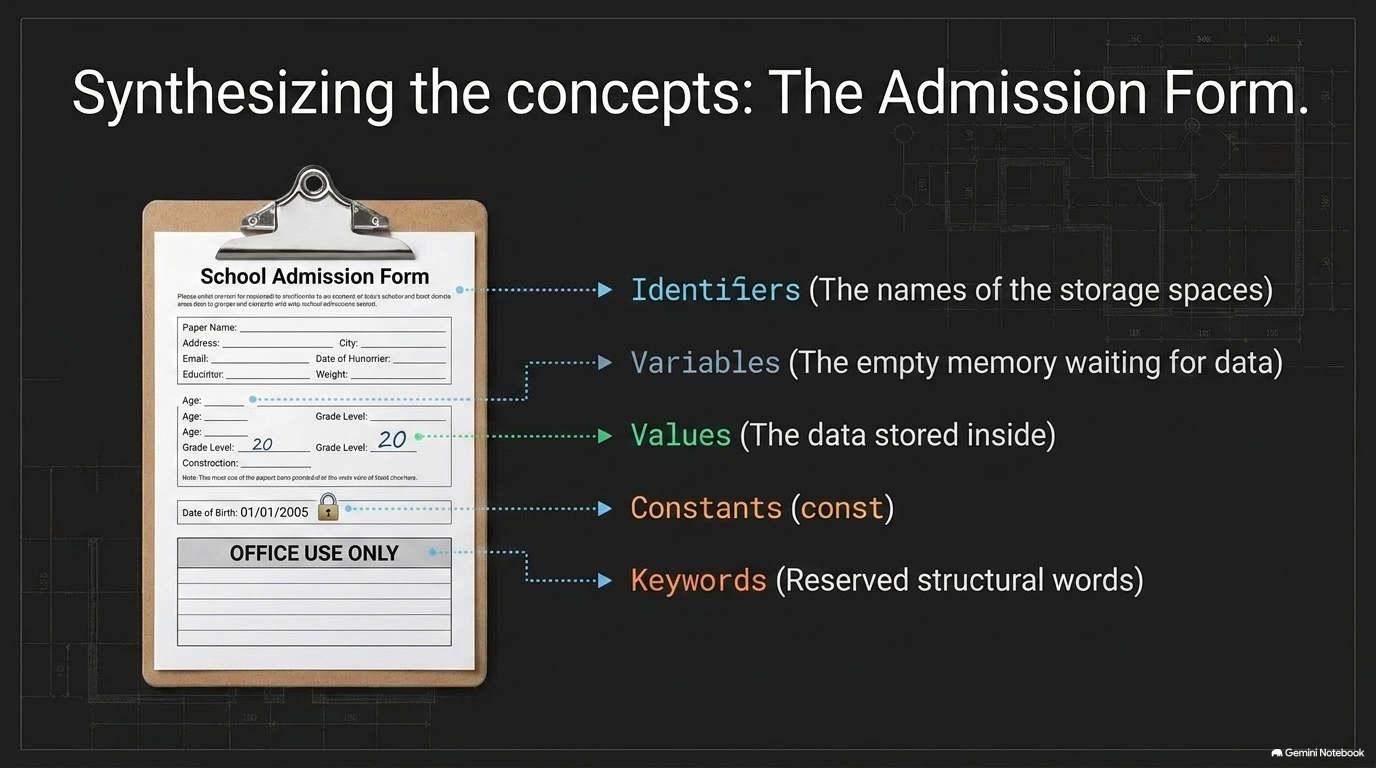 Synthesizing the concepts: The Admission Form.
School Admission Form
Paper Name:
Address: City:
Email: Date of Hunorrier:
Educirtor: Weight:
Age:
Age: Grade Level:
Age:
Grade Level: 20 Grade Level: 20
Construction:
Date of Birth: 01/01/2005
OFFICE USE ONLY
Identifiers (The names of the storage spaces)
Variables (The empty memory waiting for data)
Values (The data stored inside)
Constants (const)
Keywords (Reserved structural words)
Gemini Notebook